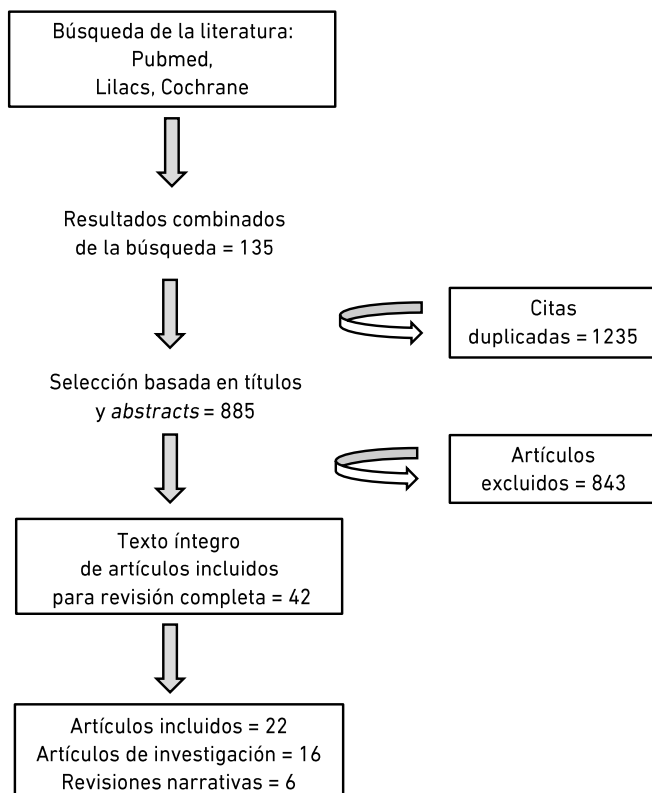 Búsqueda de la literatura:
Pubmed,
Lilacs, Cochrane
Resultados combinados
de la búsqueda = 135
Citas
duplicadas = 1235
Selección basada en títulos
y abstracts = 885
Artículos
excluidos = 843
Texto íntegro
de artículos incluidos
para revisión completa = 42
Artículos incluidos = 22
Artículos de investigación = 16
Revisiones narrativas = 6